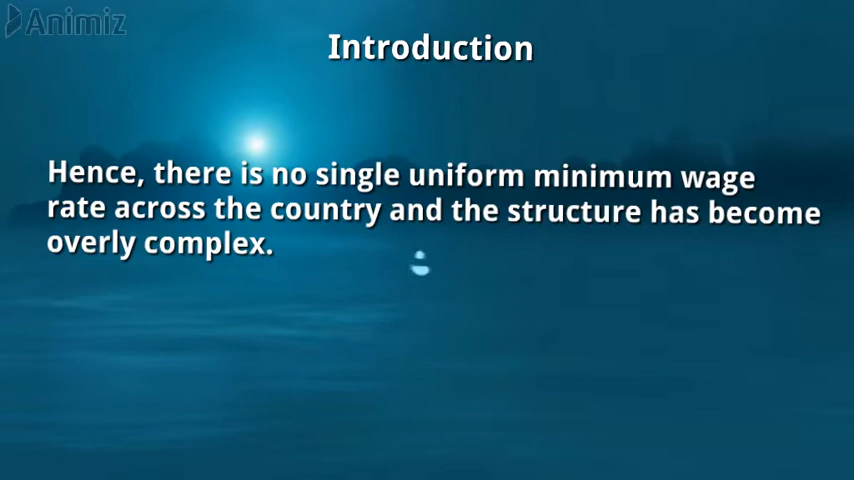 Animiz
Introduction
Hence, there is no single uniform minimum wage
rate across the country and the structure has become
overly complex.